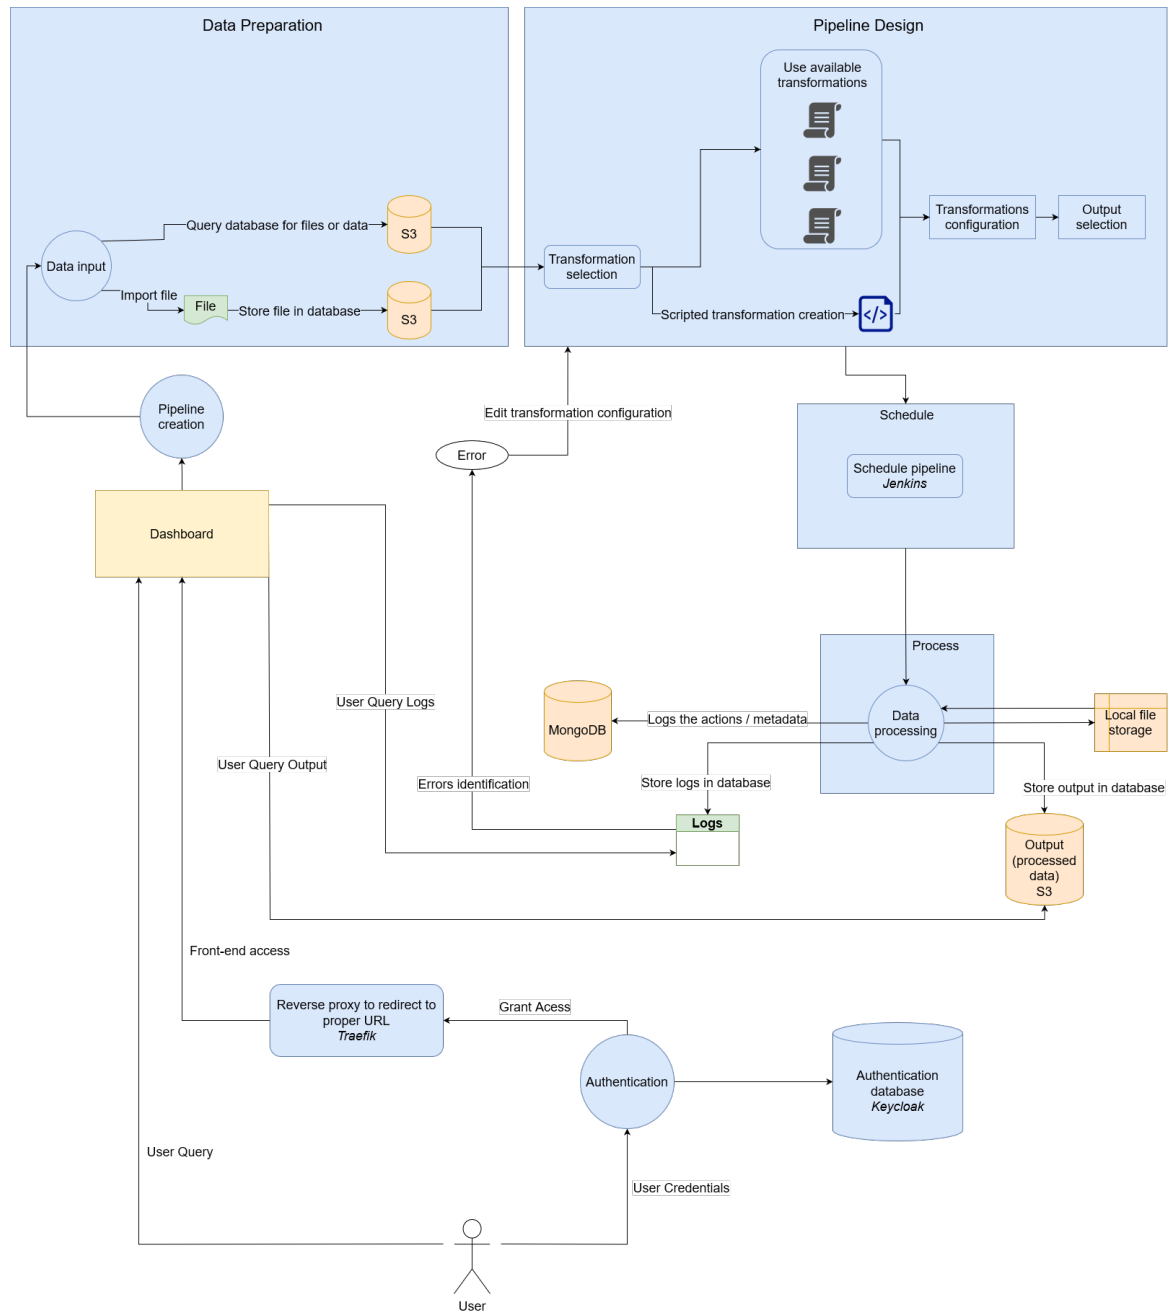 Data Preparation
Pipeline Design
Use available
transformations
Query database for files or data
S3
Data input
Import file
File
Store file in database
S3
Transformation
selection
Transformations
configuration
Output
selection
Scripted transformation creation
</>
Pipeline
creation
Edit transformation configuration
Error
Schedule
Schedule pipeline
Jenkins
Dashboard
Process
User Query Logs
MongoDB
Logs the actions / metadata
Data
processing
Local file
storage
User Query Output
Errors identification
Store logs in database
Store output in database
Logs
Output
(processed
data)
S3
Front-end access
Reverse proxy to redirect to
proper URL
Traefik
Grant Acess
Authentication
Authentication
database
Keycloak
User Query
User Credentials
User